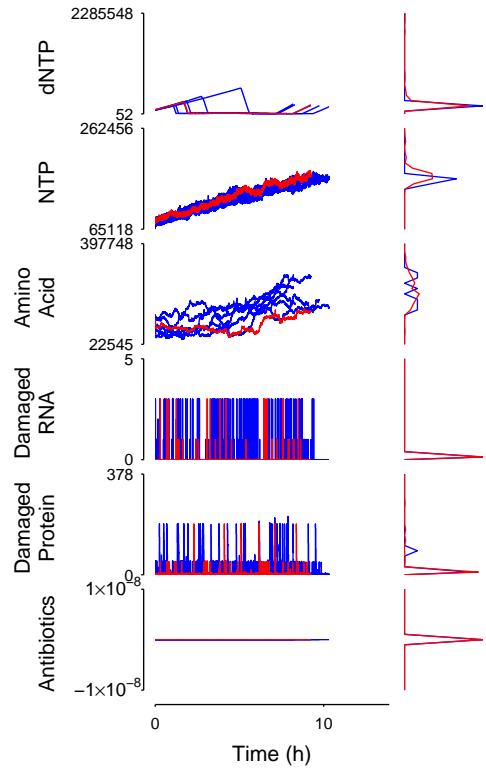 2285548
dNTP
52
262456
NTP
65118
397748
Amino
Acid
22545
5
Damaged
RNA
0
378
Damaged
Protein
0
1×10⁻⁸
Antibiotics
−1×10⁻⁸
0 10
Time (h)